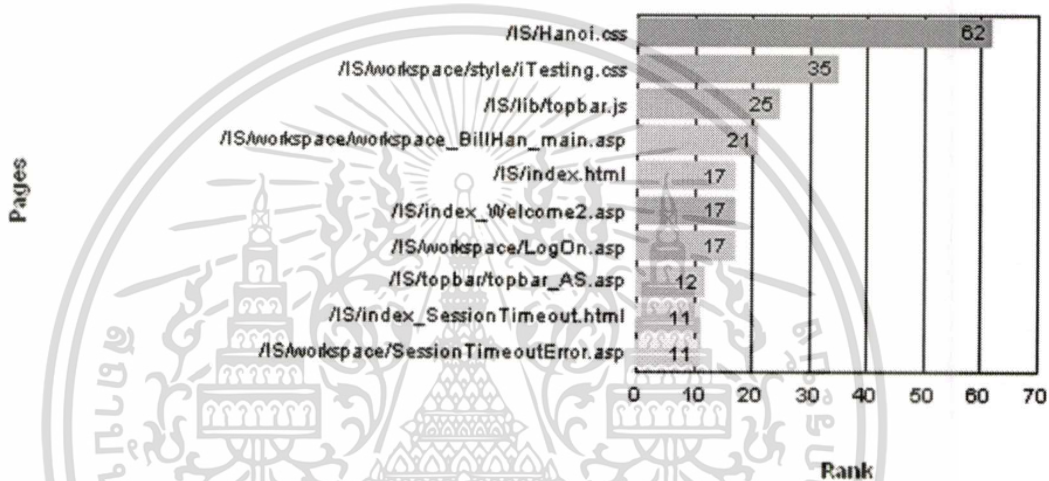 /IS/Hanoi.css 62
/IS/workspace/style/iTesting.css 35
/IS/lib/topbar.js 25
/IS/workspace/workspace_BillHan_main.asp 21
/IS/index.html 17
/IS/index_Welcome2.asp 17
/IS/workspace/LogOn.asp 17
/IS/topbar/topbar_AS.asp 12
/IS/index_SessionTimeout.html 11
/IS/workspace/SessionTimeoutError.asp 11
Pages
0 10 20 30 40 50 60 70
Rank